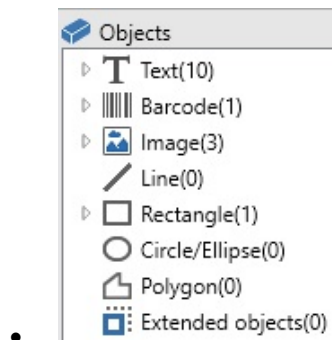 Objects
Text(10)
Barcode(1)
Image(3)
Line(0)
Rectangle(1)
Circle/Ellipse(0)
Polygon(0)
Extended objects(0)